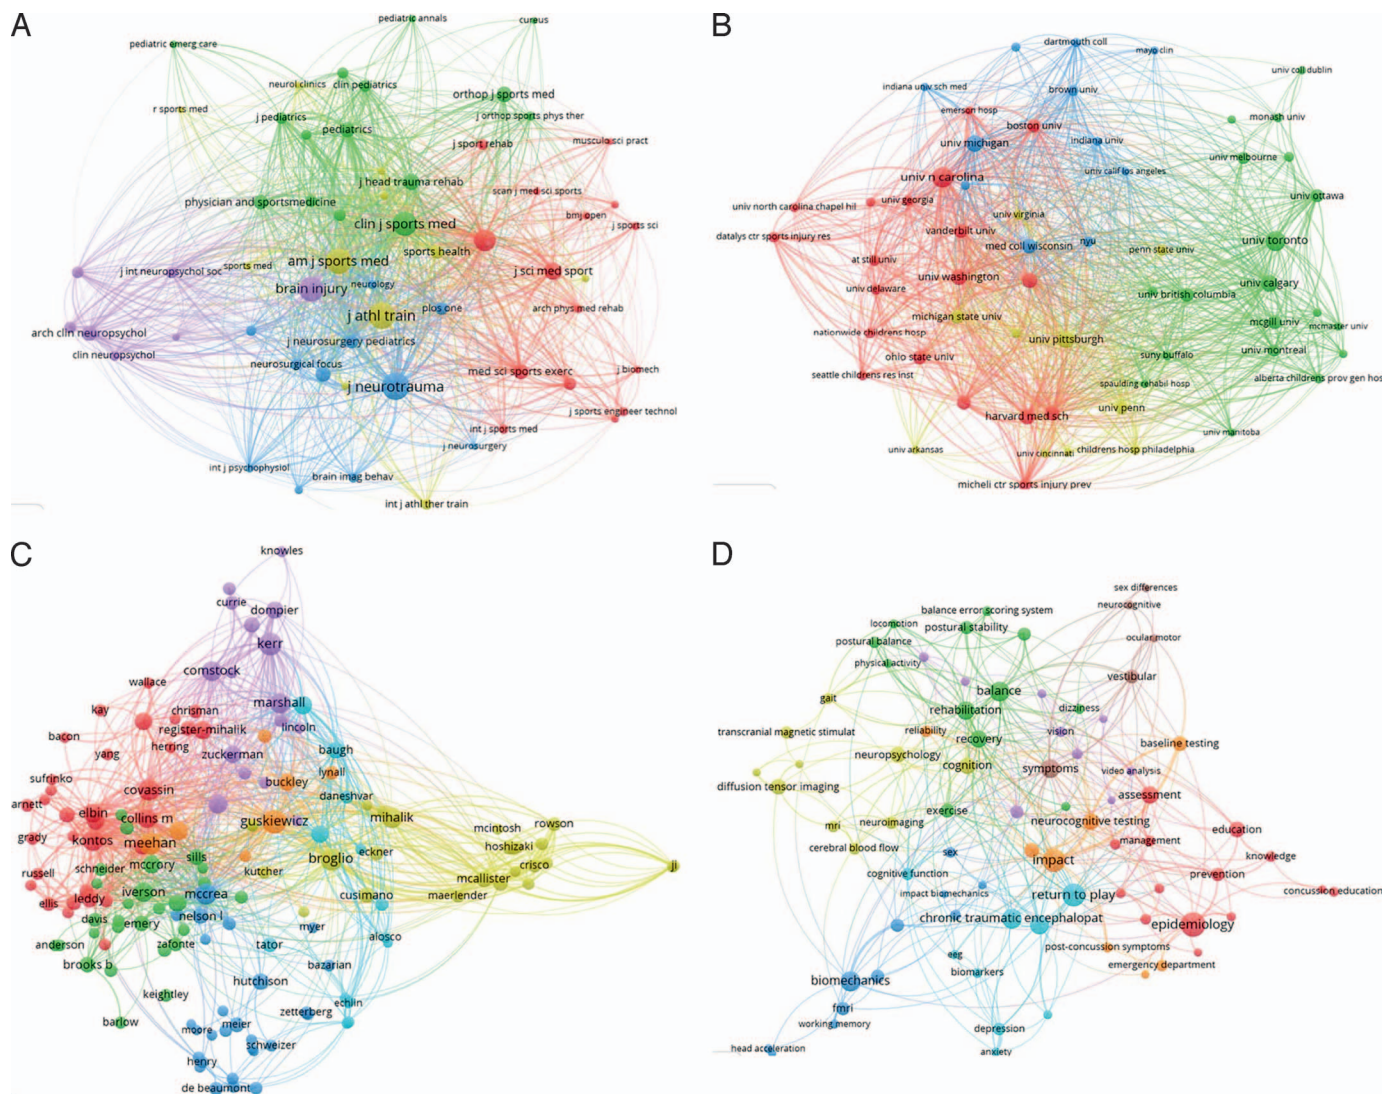 A
pediatric annals
cureus
pediatric emerg care
neurol clinics
clin pediatrics
orthop j sports med
r sports med
j pediatrics
pediatrics
j orthop sports phys ther
j sport rehab
musculo sci pract
j head trauma rehab
scan j med sci sports
physician and sportsmedicine
clin j sports med
bmj open
j sports sci
sports health
am j sports med
j int neuropsychol soc
sports med
j sci med sport
neurology
brain injury
plos one
arch phys med rehab
j athl train
arch clin neuropsychol
j neurosurgery pediatrics
clin neuropsychol
neurosurgical focus
med sci sports exerc
j biomech
j neurotrauma
j sports engineer technol
int j sports med
j neurosurgery
int j psychophysiol
brain imag behav
int j athl ther train
B
dartmouth coll
mayo clin
univ coll dublin
indiana univ sch med
brown univ
emerson hosp
monash univ
boston univ
univ michigan
indiana univ
univ melbourne
univ n carolina
univ calif los angeles
univ georgia
univ ottawa
univ north carolina chapel hil
univ virginia
vanderbilt univ
datalys ctr sports injury res
med coll wisconsin
nyu
penn state univ
univ toronto
at still univ
univ washington
univ calgary
univ delaware
univ british columbia
michigan state univ
mcgill univ
mcmaster univ
nationwide childrens hosp
univ pittsburgh
univ montreal
ohio state univ
suny buffalo
seattle childrens res inst
spaulding rehabil hosp
alberta childrens prov gen hos
univ penn
harvard med sch
univ manitoba
univ arkansas
univ cincinnati
childrens hosp philadelphia
micheli ctr sports injury prev
C
knowles
currie
dompier
kerr
comstock
wallace
marshall
kay
chrisman
register-mihalik
lincoln
bacon
herring
yang
zuckerman
baugh
lynall
sufrinko
buckley
covassin
daneshvar
arnett
elbin
collins m
guskiewicz
mihalik
mcintosh
rowson
grady
kontos
meehan
hoshizaki
eckner
sills
broglio
crisco
schneider
mccrory
ji
russell
kutcher
mcallister
iverson
mccrea
cusimano
maerlender
ellis
leddy
davis
emery
nelson l
myer
alosco
anderson
zafonte
tator
brooks b
bazarian
hutchison
keightley
echlin
zetterberg
barlow
moore
meier
schweizer
henry
de beaumont
D
sex differences
neurocognitive
balance error scoring system
locomotion
postural stability
postural balance
ocular motor
physical activity
vestibular
gait
balance
rehabilitation
dizziness
transcranial magnetic stimulat
reliability
vision
recovery
baseline testing
neuropsychology
cognition
symptoms
video analysis
diffusion tensor imaging
assessment
exercise
mri
neuroimaging
neurocognitive testing
education
cerebral blood flow
management
sex
impact
knowledge
cognitive function
prevention
impact biomechanics
return to play
concussion education
chronic traumatic encephalopat
epidemiology
post-concussion symptoms
eeg
biomarkers
emergency department
biomechanics
fmri
working memory
depression
head acceleration
anxiety